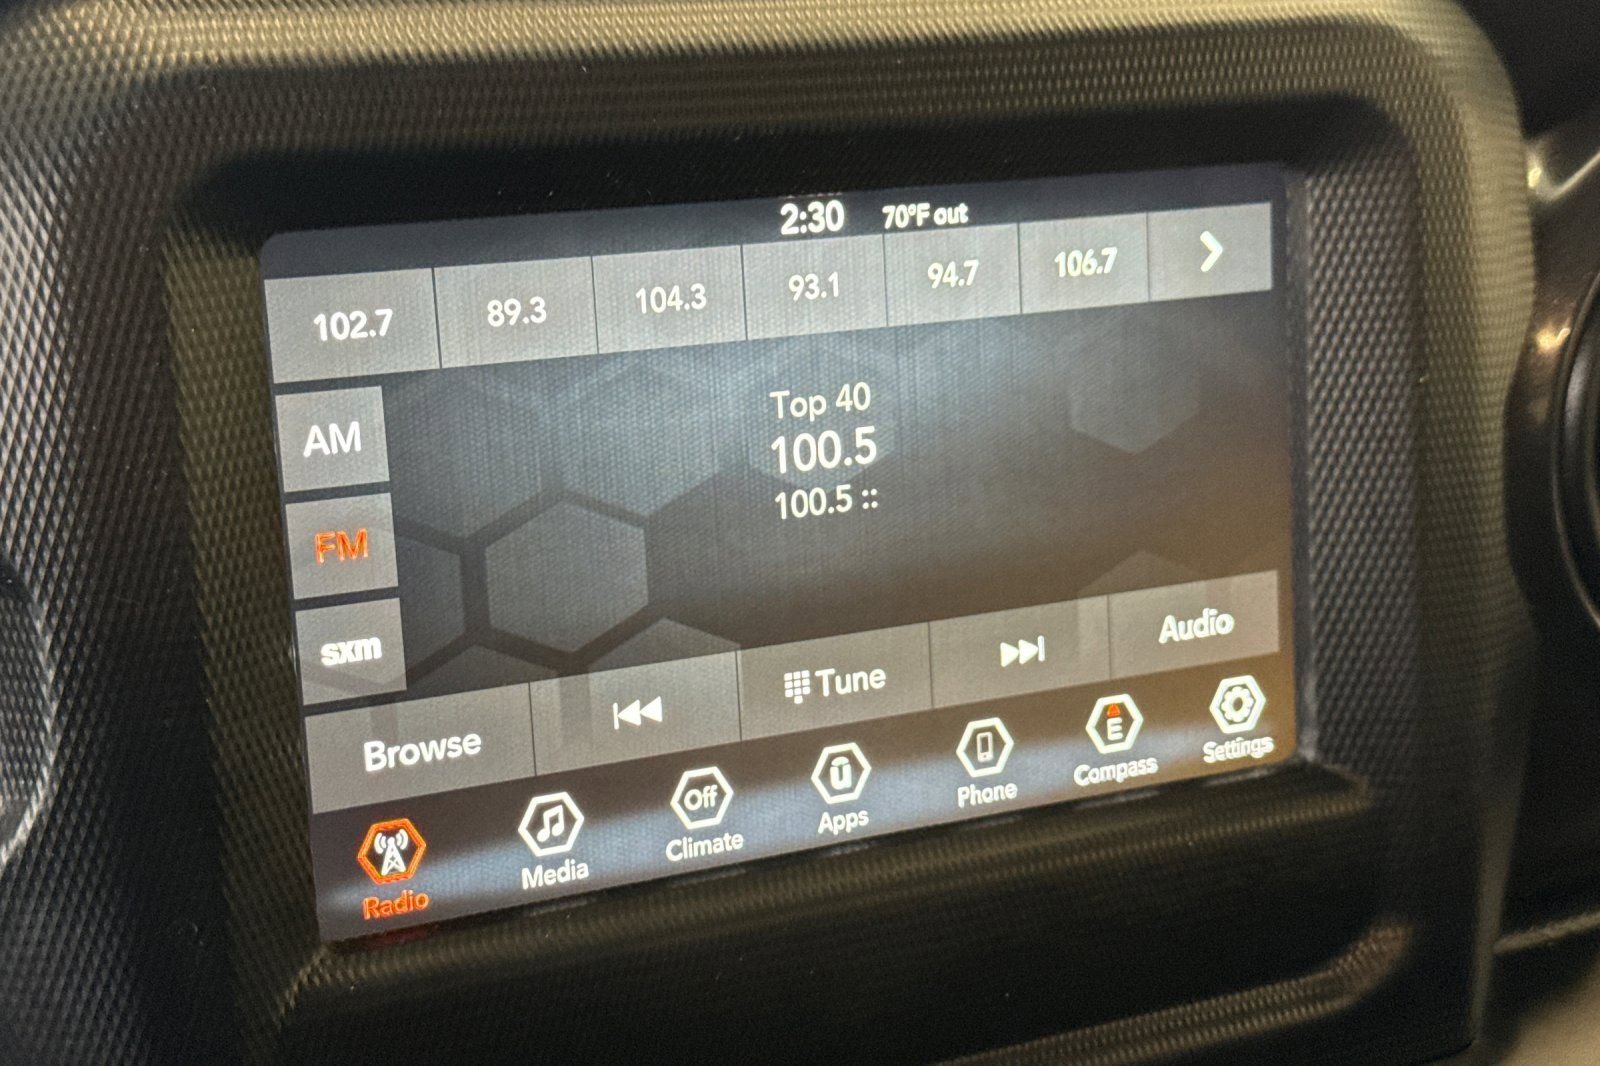 2:30 70°F out
102.7 89.3 104.3 93.1 94.7 106.7
AM
Top 40
100.5
100.5 ::
FM
sxm
Browse Tune Audio
Off Ū E
Radio Media Climate Apps Phone Compass Settings